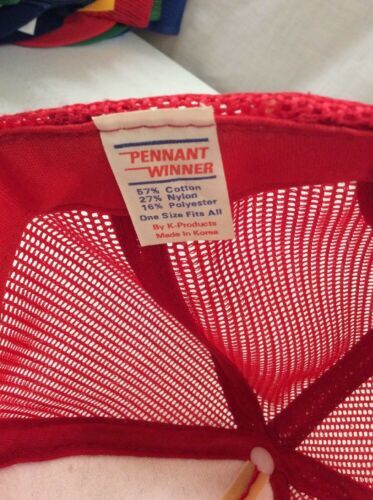 PENNANT
WINNER
57% Cotton
27% Nylon
16% Polyester
One Size Fits All
By K-Products
Made In Korea